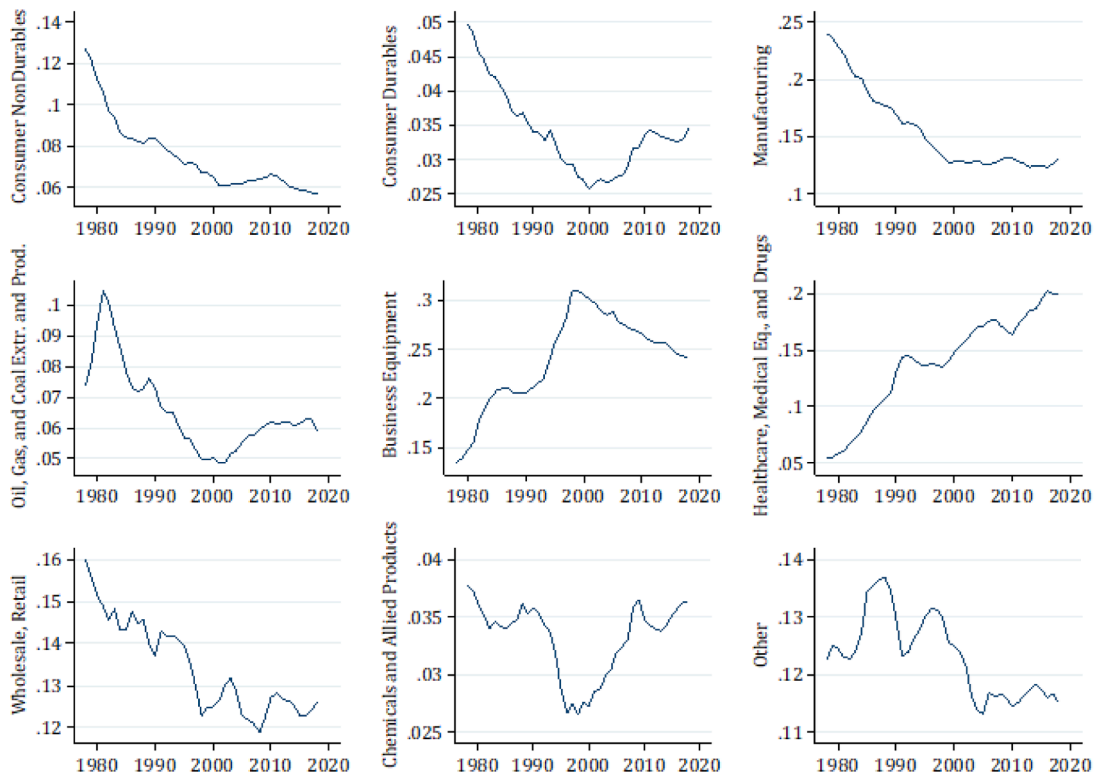 Consumer NonDurables
.14
.12
.1
.08
.06
1980 1990 2000 2010 2020
Consumer Durables
.05
.045
.04
.035
.03
.025
1980 1990 2000 2010 2020
Manufacturing
.25
.2
.15
.1
1980 1990 2000 2010 2020
Oil, Gas, and Coal Extr. and Prod.
.1
.09
.08
.07
.06
.05
1980 1990 2000 2010 2020
Business Equipment
.3
.25
.2
.15
1980 1990 2000 2010 2020
Healthcare, Medical Eq., and Drugs
.2
.15
.1
.05
1980 1990 2000 2010 2020
Wholesale, Retail
.16
.15
.14
.13
.12
1980 1990 2000 2010 2020
Chemicals and Allied Products
.04
.035
.03
.025
1980 1990 2000 2010 2020
Other
.14
.13
.12
.11
1980 1990 2000 2010 2020